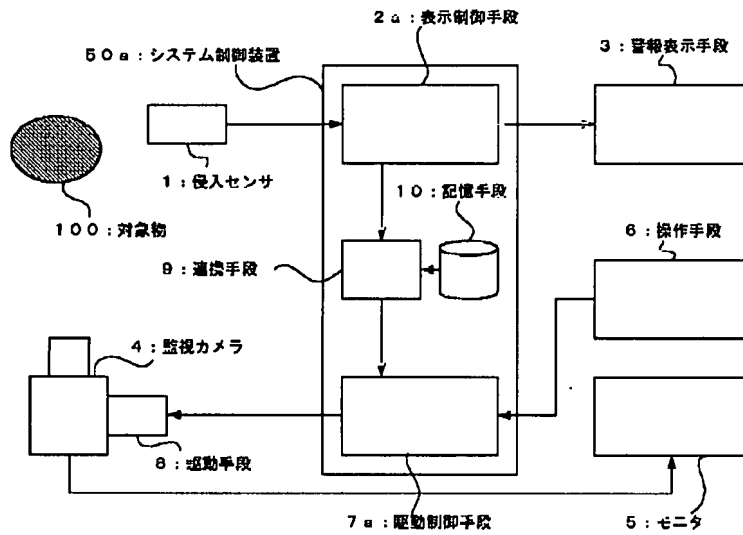 2a：表示制御手段
50a：システム制御装置
3：警報表示手段
1：侵入センサ
10：記憶手段
100：対象物
6：操作手段
9：連携手段
4：監視カメラ
8：駆動手段
7a：駆動制御手段
5：モニタ